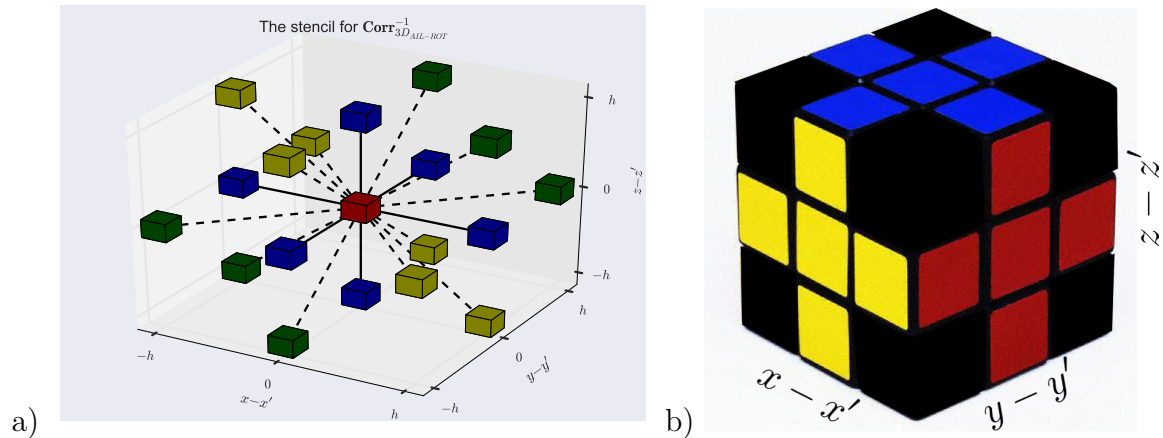 The stencil for Corr⁻¹₃D_AIL−ROT
h
0
−h
z−z′
h
0
−h
y−y′
−h
0
h
x−x′
a)
z − z′
x − x′
y − y′
b)